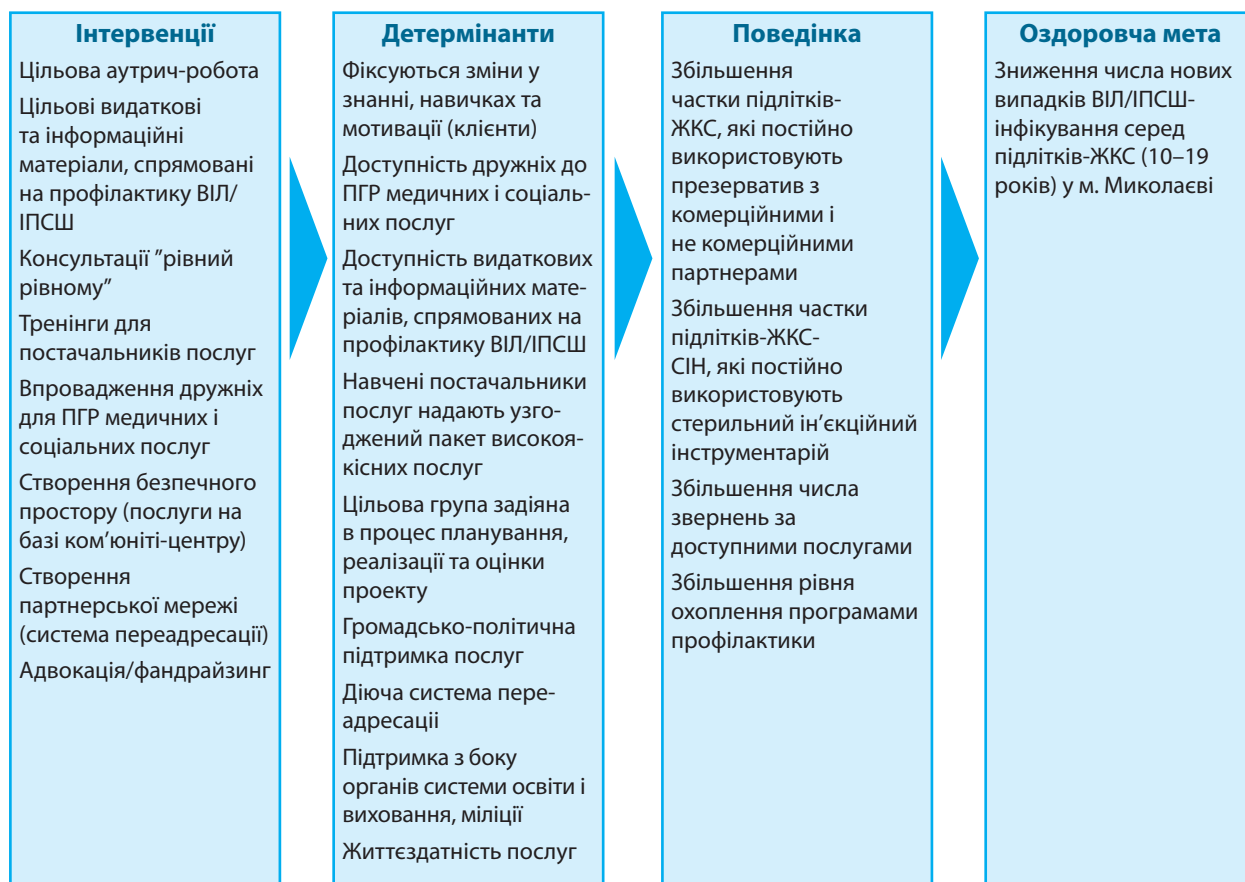 Інтервенції
Цільова аутрич-робота
Цільові видаткові
та інформаційні
матеріали, спрямовані
на профілактику ВІЛ/
ІПСШ
Консультації "рівний
рівному"
Тренінги для
постачальників послуг
Впровадження дружніх
для ПГР медичних і
соціальних послуг
Створення безпечного
простору (послуги на
базі ком’юніті-центру)
Створення
партнерської мережі
(система переадресації)
Адвокація/фандрайзинг
Детермінанти
Фіксуються зміни у
знанні, навичках та
мотивації (клієнти)
Доступність дружніх до
ПГР медичних і соціаль-
них послуг
Доступність видаткових
та інформаційних мате-
ріалів, спрямованих на
профілактику ВІЛ/ІПСШ
Навчені постачальники
послуг надають узго-
джений пакет високоя-
кісних послуг
Цільова група задіяна
в процес планування,
реалізації та оцінки
проекту
Громадсько-політична
підтримка послуг
Діюча система пере-
адресаціі
Підтримка з боку
органів системи освіти і
виховання, міліції
Життєздатність послуг
Поведінка
Збільшення
частки підлітків-
ЖКС, які постійно
використовують
презерватив з
комерційними і
не комерційними
партнерами
Збільшення частки
підлітків-ЖКС-
СІН, які постійно
використовують
стерильний ін’єкційний
інструментарій
Збільшення числа
звернень за
доступними послугами
Збільшення рівня
охоплення програмами
профілактики
Оздоровча мета
Зниження числа нових
випадків ВІЛ/ІПСШ-
інфікування серед
підлітків-ЖКС (10–19
років) у м. Миколаєві